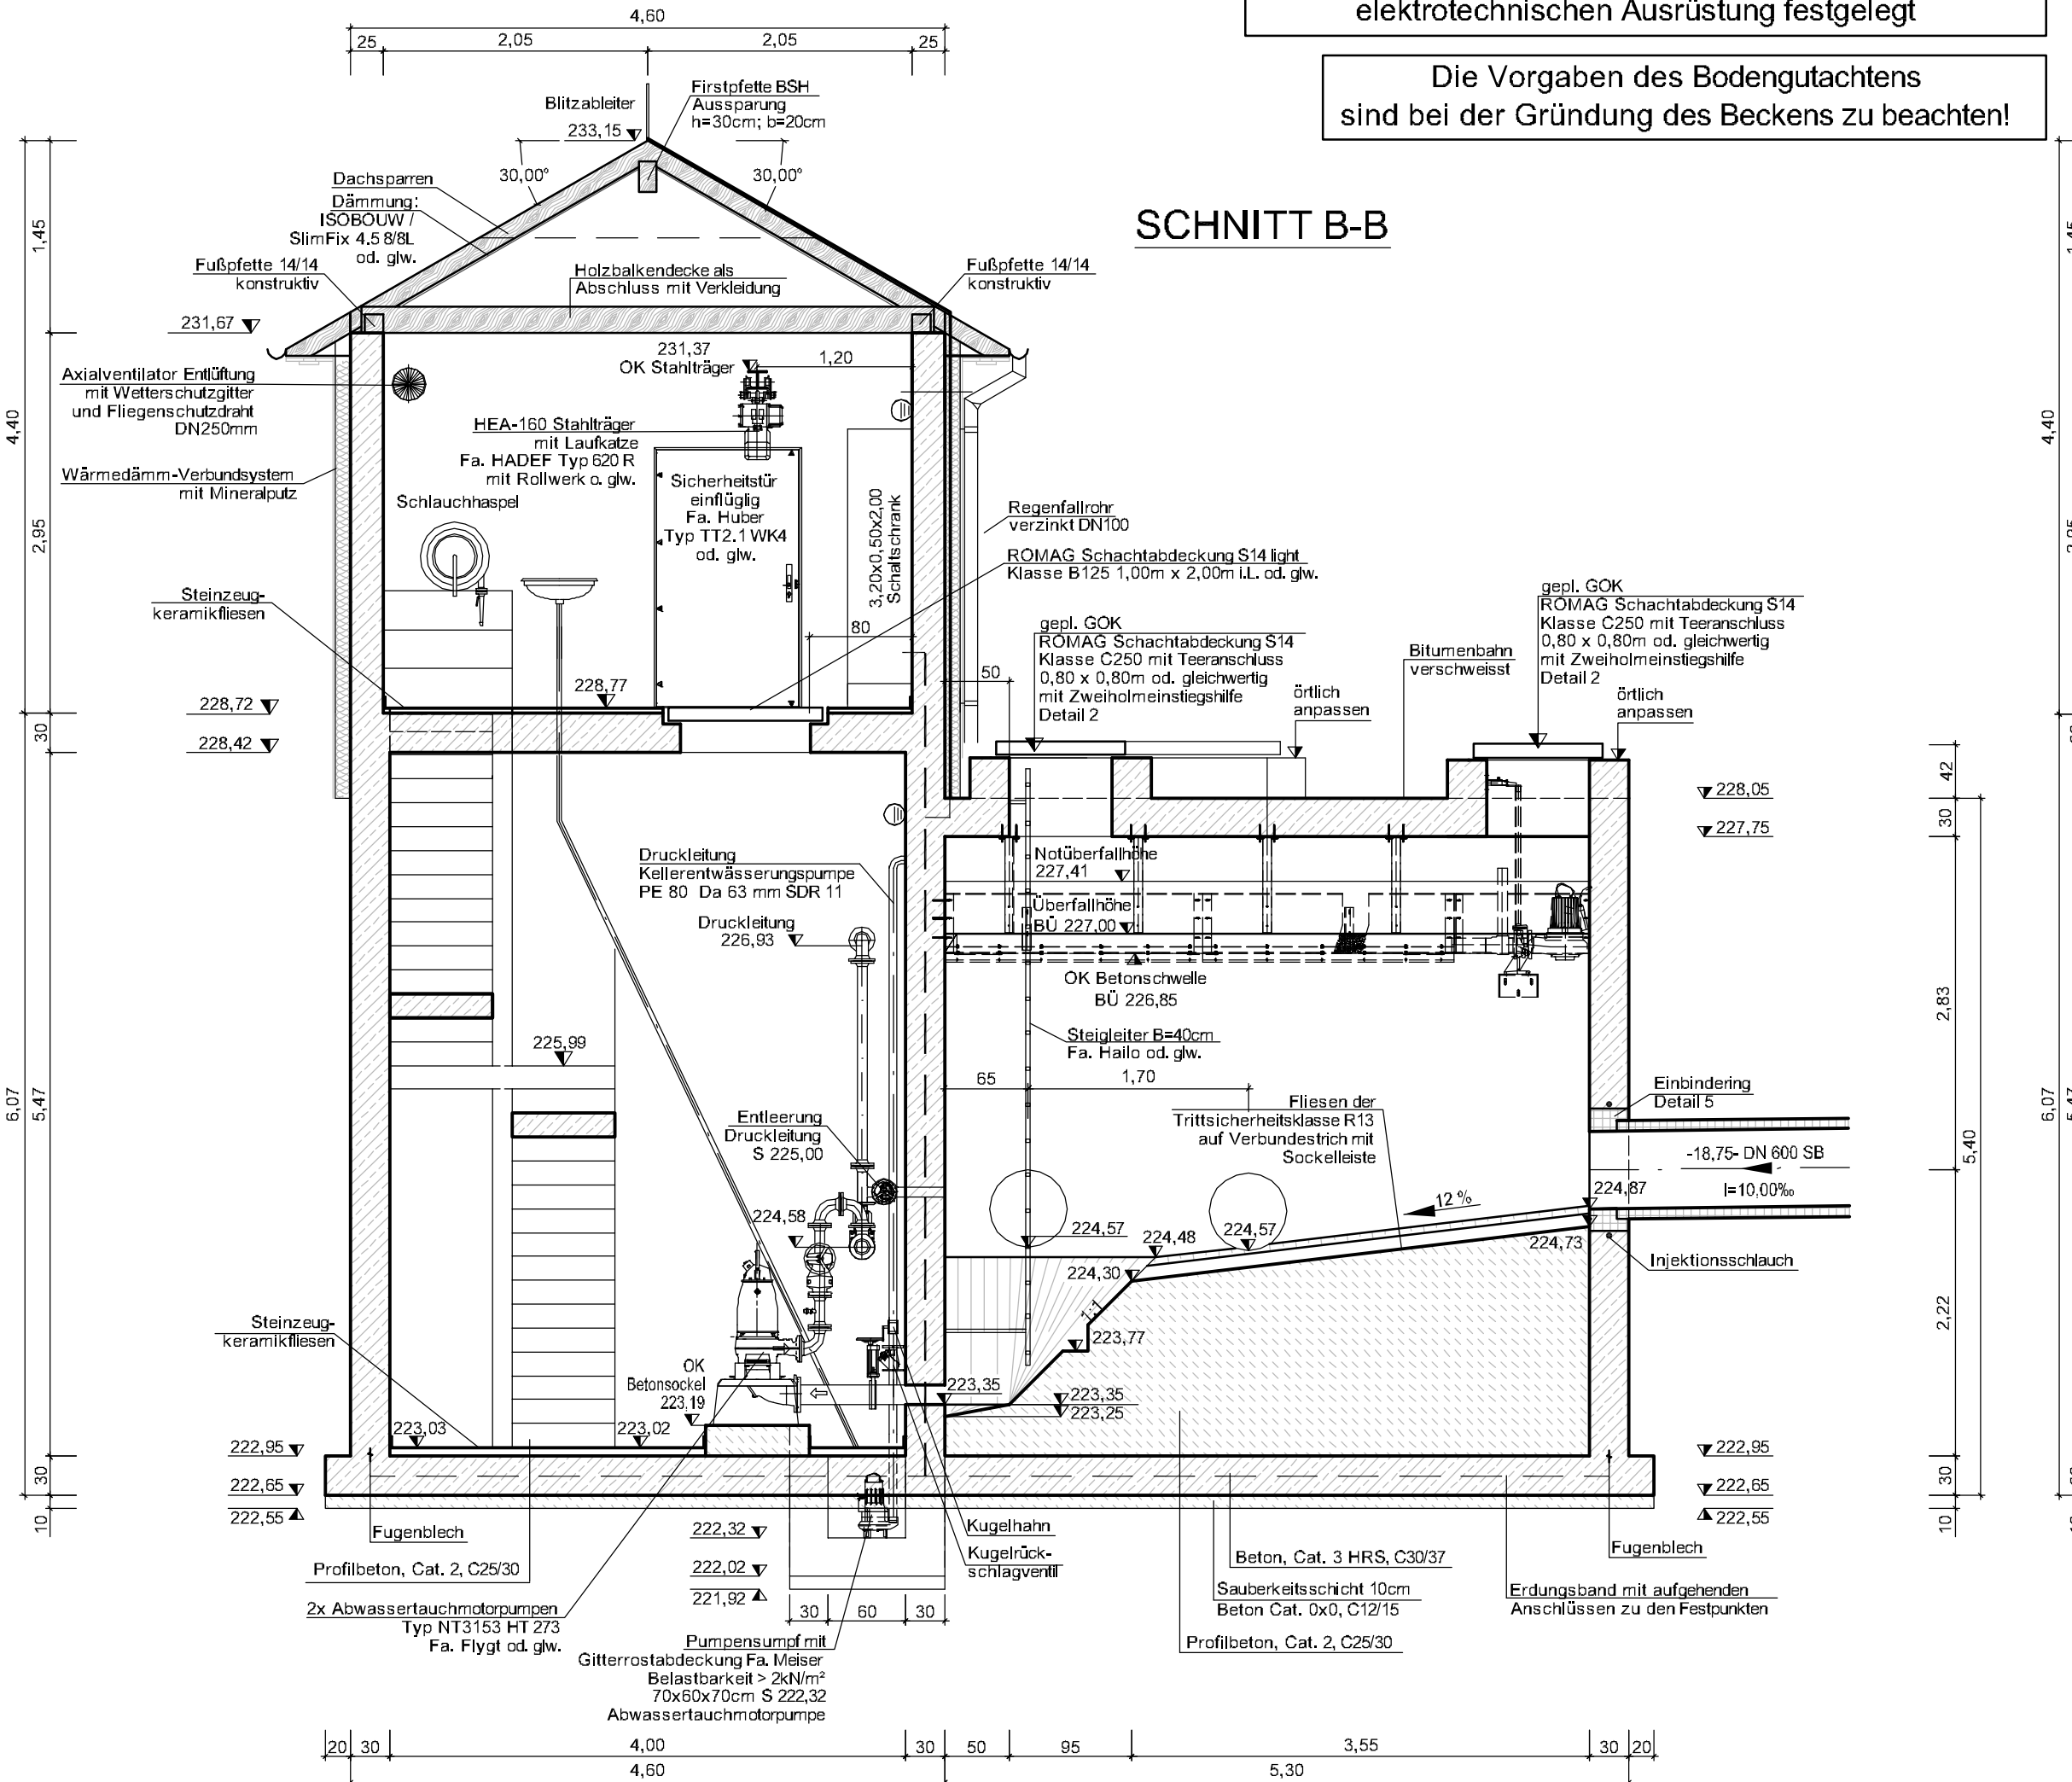 elektrotechnischen Ausrüstung festgelegt
Die Vorgaben des Bodengutachtens
sind bei der Gründung des Beckens zu beachten!
SCHNITT B-B
4,60
25
2,05
2,05
25
Blitzableiter
233,15
Firstpfette BSH
Aussparung
h=30cm; b=20cm
30,00°
30,00°
Dachsparren
Dämmung:
ISOBOUW /
SlimFix 4.5 8/8L
od. glw.
Fußpfette 14/14
konstruktiv
Holzbalkendecke als
Abschluss mit Verkleidung
Fußpfette 14/14
konstruktiv
231,67
231,37
OK Stahlträger
1,20
Axialventilator Entlüftung
mit Wetterschutzgitter
und Fliegenschutzdraht
DN250mm
HEA-160 Stahlträger
mit Laufkatze
Fa. HADEF Typ 620 R
mit Rollwerk o. glw.
Wärmedämm-Verbundsystem
mit Mineralputz
Schlauchhaspel
Sicherheitstür
einflüglig
Fa. Huber
Typ TT2.1 WK4
od. glw.
3,20x0,50x2,00
Schaltschrank
Regenfallrohr
verzinkt DN100
ROMAG Schachtabdeckung S14 light
Klasse B125 1,00m x 2,00m i.L. od. glw.
Steinzeug-
keramikfliesen
80
gepl. GOK
ROMAG Schachtabdeckung S14
Klasse C250 mit Teeranschluss
0,80 x 0,80m od. gleichwertig
mit Zweiholmeinstiegshilfe
Detail 2
50
örtlich
anpassen
Bitumenbahn
verschweisst
gepl. GOK
ROMAG Schachtabdeckung S14
Klasse C250 mit Teeranschluss
0,80 x 0,80m od. gleichwertig
mit Zweiholmeinstiegshilfe
Detail 2
örtlich
anpassen
228,72
228,77
228,42
228,05
227,75
Druckleitung
Kellerentwässerungspumpe
PE 80 Da 63 mm SDR 11
Druckleitung
226,93
Notüberfallhöhe
227,41
Überfallhöhe
BÜ 227,00
OK Betonschwelle
BÜ 226,85
Steigleiter B=40cm
Fa. Hailo od. glw.
225,99
65
1,70
Fliesen der
Trittsicherheitsklasse R13
auf Verbundestrich mit
Sockelleiste
Einbindering
Detail 5
Entleerung
Druckleitung
S 225,00
-18,75- DN 600 SB
I=10,00‰
12 %
224,87
224,58
224,57
224,48
224,57
224,73
224,30
Injektionsschlauch
1:1
223,77
Steinzeug-
keramikfliesen
OK
Betonsockel
223,19
223,35
223,35
223,25
223,03
223,02
222,95
222,65
222,55
222,95
222,65
222,55
Fugenblech
222,32
222,02
221,92
Kugelhahn
Kugelrück-
schlagventil
Fugenblech
Profilbeton, Cat. 2, C25/30
Beton, Cat. 3 HRS, C30/37
Sauberkeitsschicht 10cm
Beton Cat. 0x0, C12/15
Erdungsband mit aufgehenden
Anschlüssen zu den Festpunkten
2x Abwassertauchmotorpumpen
Typ NT3153 HT 273
Fa. Flygt od. glw.
30
60
30
Pumpensumpf mit
Gitterrostabdeckung Fa. Meiser
Belastbarkeit > 2kN/m²
70x60x70cm S 222,32
Abwassertauchmotorpumpe
Profilbeton, Cat. 2, C25/30
20
30
4,00
30
50
95
3,55
30
20
4,60
5,30
1,45
4,40
2,95
30
6,07
5,47
30
10
42
30
2,83
5,40
2,22
30
10
4,40
6,07